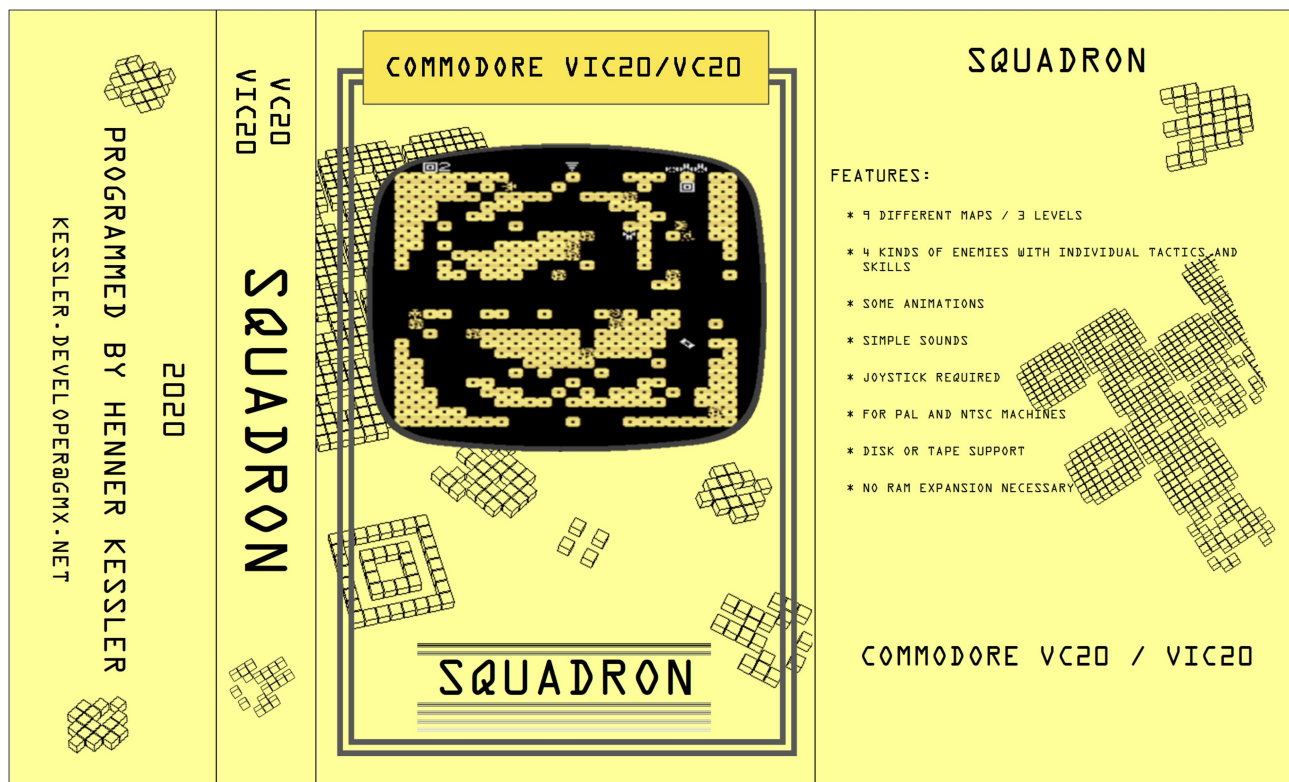 2020
PROGRAMMED BY HENNER KESSLER
KESSLER.DEVELOPER@GMX.NET
VC20
VIC20
SQUADRON
COMMODORE VIC20/VC20
2
SQUADRON
SQUADRON
FEATURES:
* 9 DIFFERENT MAPS / 3 LEVELS
* 4 KINDS OF ENEMIES WITH INDIVIDUAL TACTICS AND
SKILLS
* SOME ANIMATIONS
* SIMPLE SOUNDS
* JOYSTICK REQUIRED
* FOR PAL AND NTSC MACHINES
* DISK OR TAPE SUPPORT
* NO RAM EXPANSION NECESSARY
COMMODORE VC20 / VIC20